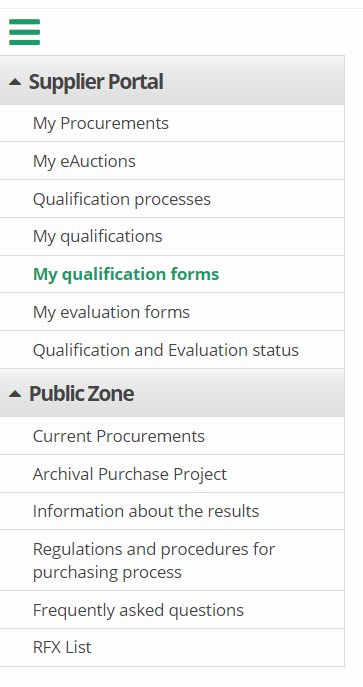 Supplier Portal
My Procurements
My eAuctions
Qualification processes
My qualifications
My qualification forms
My evaluation forms
Qualification and Evaluation status
Public Zone
Current Procurements
Archival Purchase Project
Information about the results
Regulations and procedures for
purchasing process
Frequently asked questions
RFX List